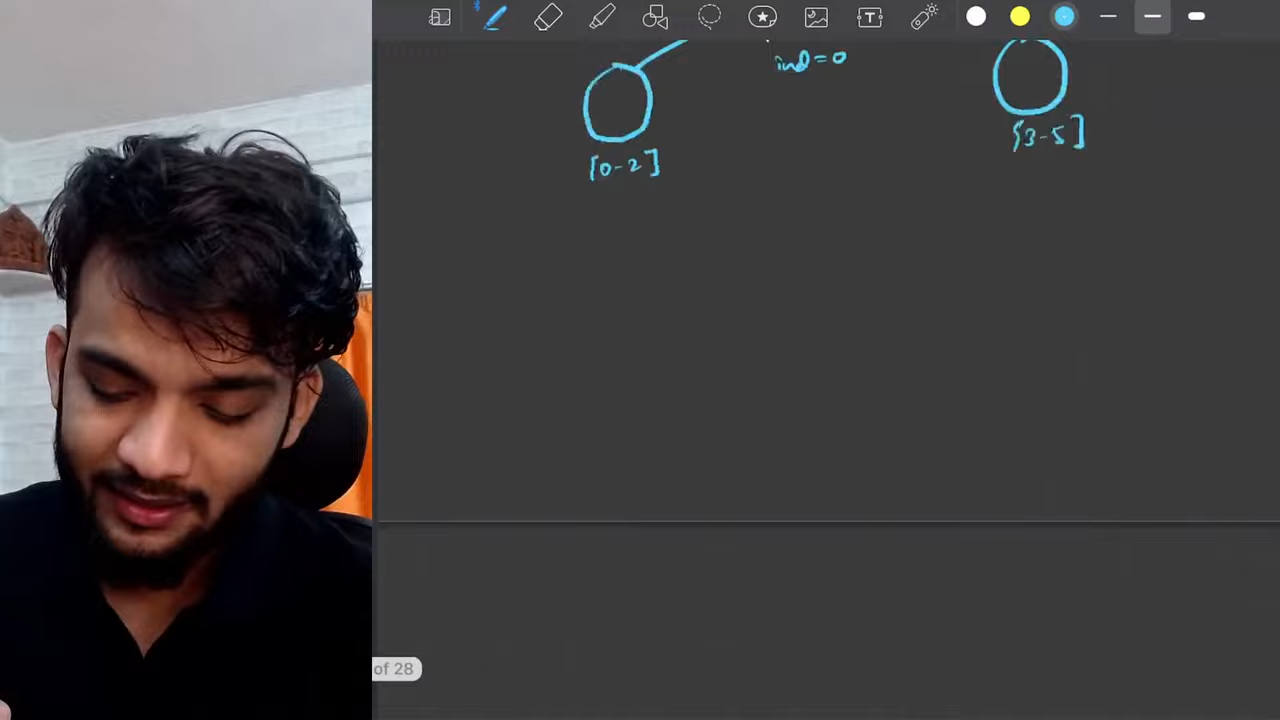 T
ind = 0
[0-2]
[3-5]
of 28